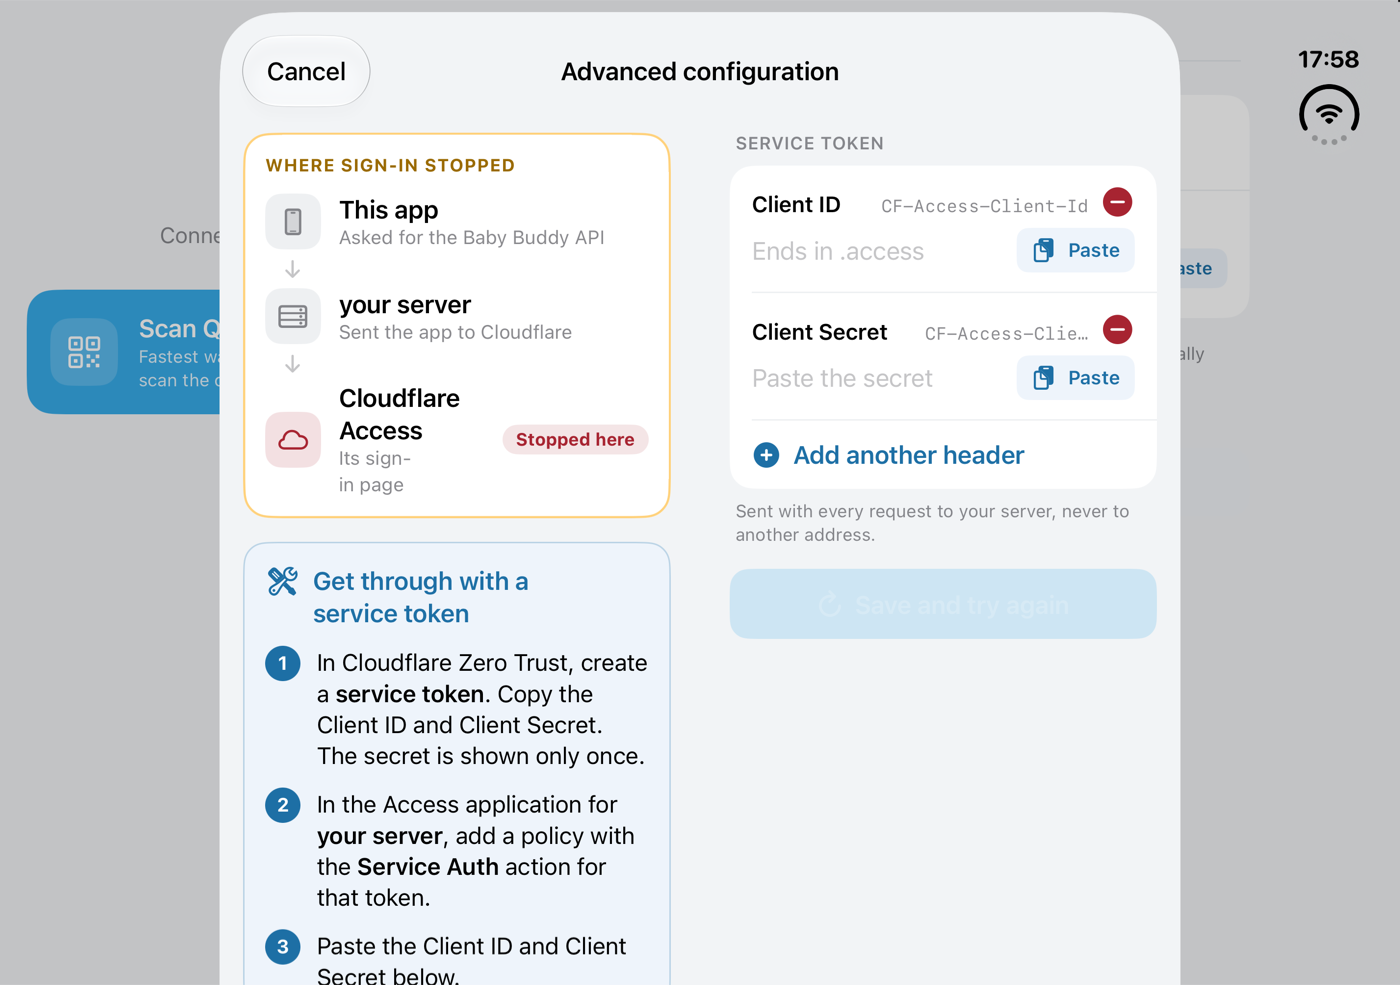 Cancel
Advanced configuration
17:58
WHERE SIGN-IN STOPPED
This app
Asked for the Baby Buddy API
your server
Sent the app to Cloudflare
Cloudflare
Access
Its sign-
in page
Stopped here
Get through with a
service token
1 In Cloudflare Zero Trust, create
a service token. Copy the
Client ID and Client Secret.
The secret is shown only once.
2 In the Access application for
your server, add a policy with
the Service Auth action for
that token.
3 Paste the Client ID and Client
Secret below.
SERVICE TOKEN
Client ID CF-Access-Client-Id
Ends in .access Paste
Client Secret CF-Access-Clie…
Paste the secret Paste
Add another header
Sent with every request to your server, never to
another address.
Save and try again
Conne
Scan Q
Fastest wa
scan the c
aste
ally